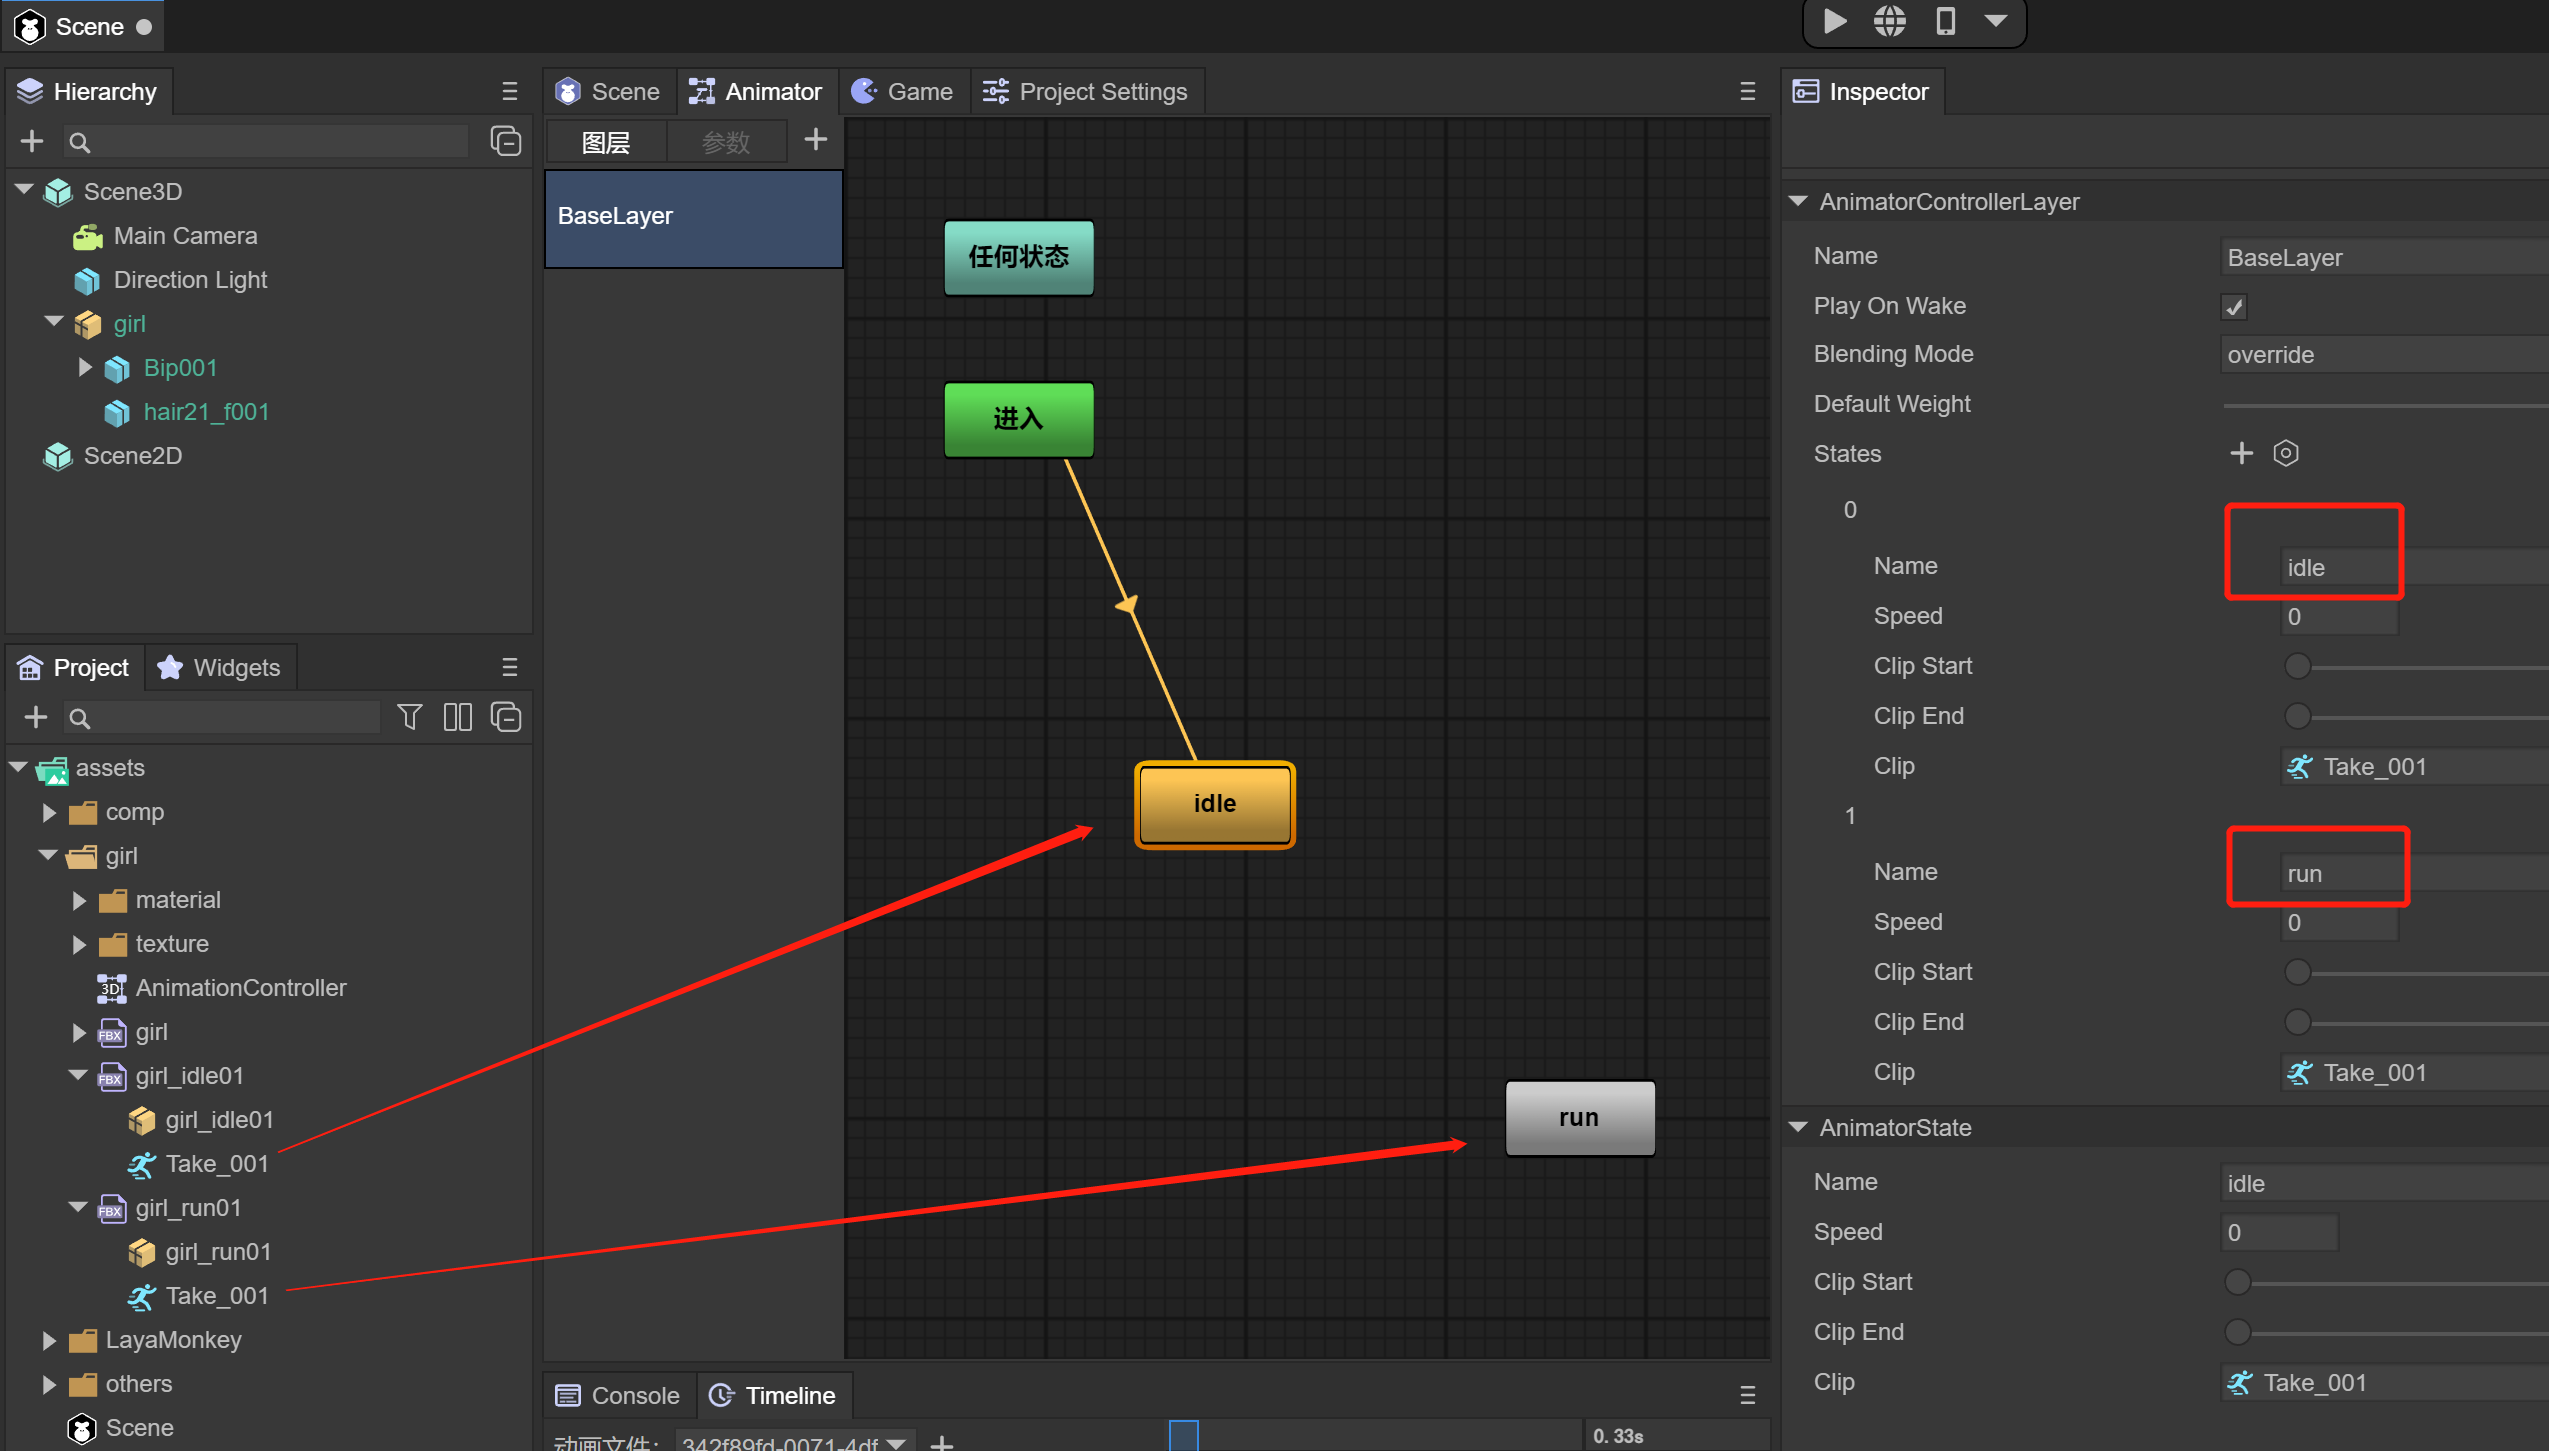 Scene
Hierarchy
Scene3D
Main Camera
Direction Light
girl
Bip001
hair21_f001
Scene2D
Project
Widgets
assets
comp
girl
material
texture
3D
AnimationController
FBX
girl
FBX
girl_idle01
girl_idle01
Take_001
FBX
girl_run01
girl_run01
Take_001
LayaMonkey
others
Scene
Scene
Animator
Game
Project Settings
图层
参数
BaseLayer
任何状态
进入
idle
run
Console
Timeline
动画文件:
342f89fd-0071-4df
0. 33s
Inspector
AnimatorControllerLayer
Name
BaseLayer
Play On Wake
Blending Mode
override
Default Weight
States
0
Name
idle
Speed
0
Clip Start
Clip End
Clip
Take_001
1
Name
run
Speed
0
Clip Start
Clip End
Clip
Take_001
AnimatorState
Name
idle
Speed
0
Clip Start
Clip End
Clip
Take_001